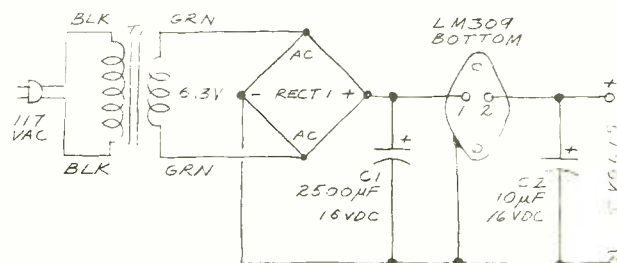 LM309
BOTTOM
BLK
T1
GRN
AC
6.3V
- RECT 1 +
1 2
+
117
VAC
AC
+
+
BLK
GRN
C1
2500µF
16VDC
C2
10µF
16VDC